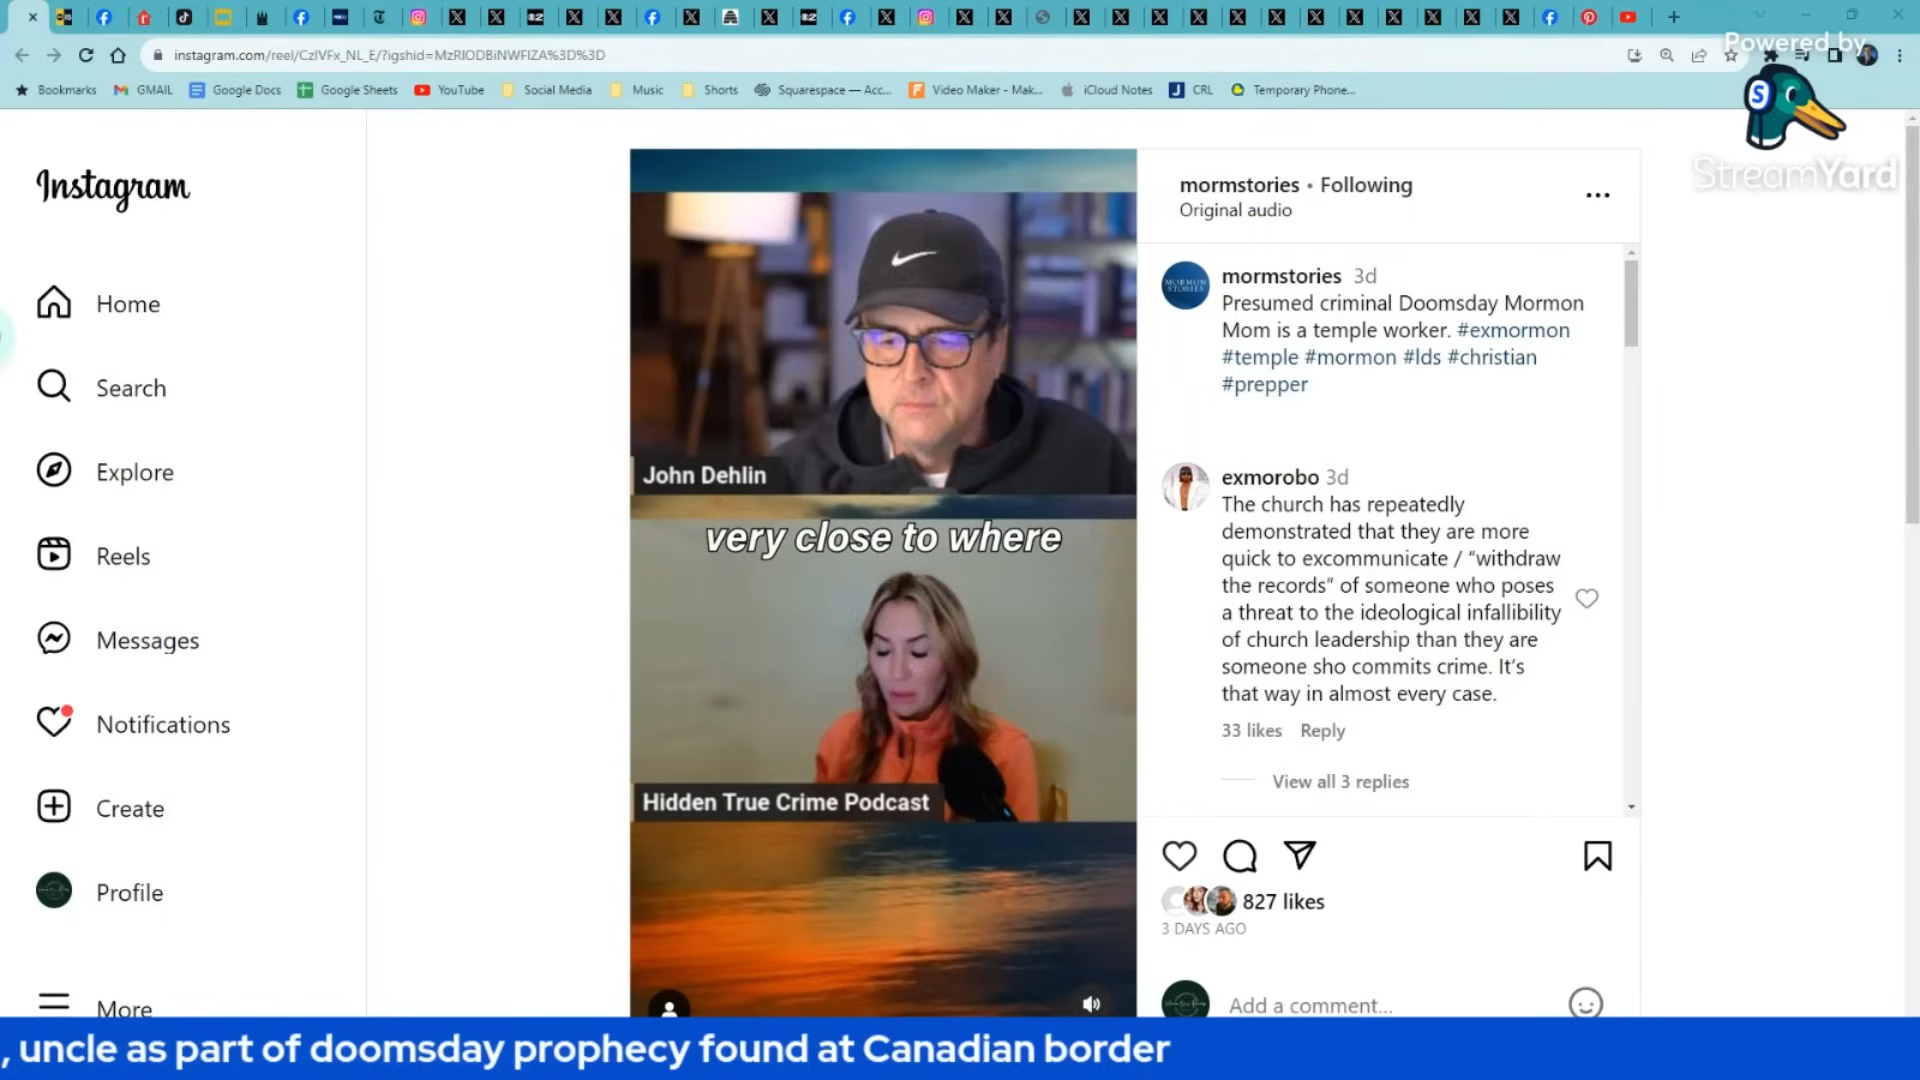 instagram.com/reel/CzIVFx_NL_E/?igshid=MzRlODBiNWFlZA%3D%3D
Powered by
Bookmarks GMAIL Google Docs Google Sheets YouTube Social Media Music Shorts Squarespace — Acc... Video Maker - Mak... iCloud Notes CRL Temporary Phone...
StreamYard
Instagram
Home
Search
Explore
Reels
Messages
Notifications
Create
Profile
More
John Dehlin
very close to where
Hidden True Crime Podcast
mormstories • Following
Original audio
MORMON
STORIES
mormstories 3d
Presumed criminal Doomsday Mormon
Mom is a temple worker. #exmormon
#temple #mormon #lds #christian
#prepper
exmorobo 3d
The church has repeatedly
demonstrated that they are more
quick to excommunicate / “withdraw
the records” of someone who poses
a threat to the ideological infallibility
of church leadership than they are
someone sho commits crime. It’s
that way in almost every case.
33 likes Reply
View all 3 replies
827 likes
3 DAYS AGO
Add a comment...
, uncle as part of doomsday prophecy found at Canadian border